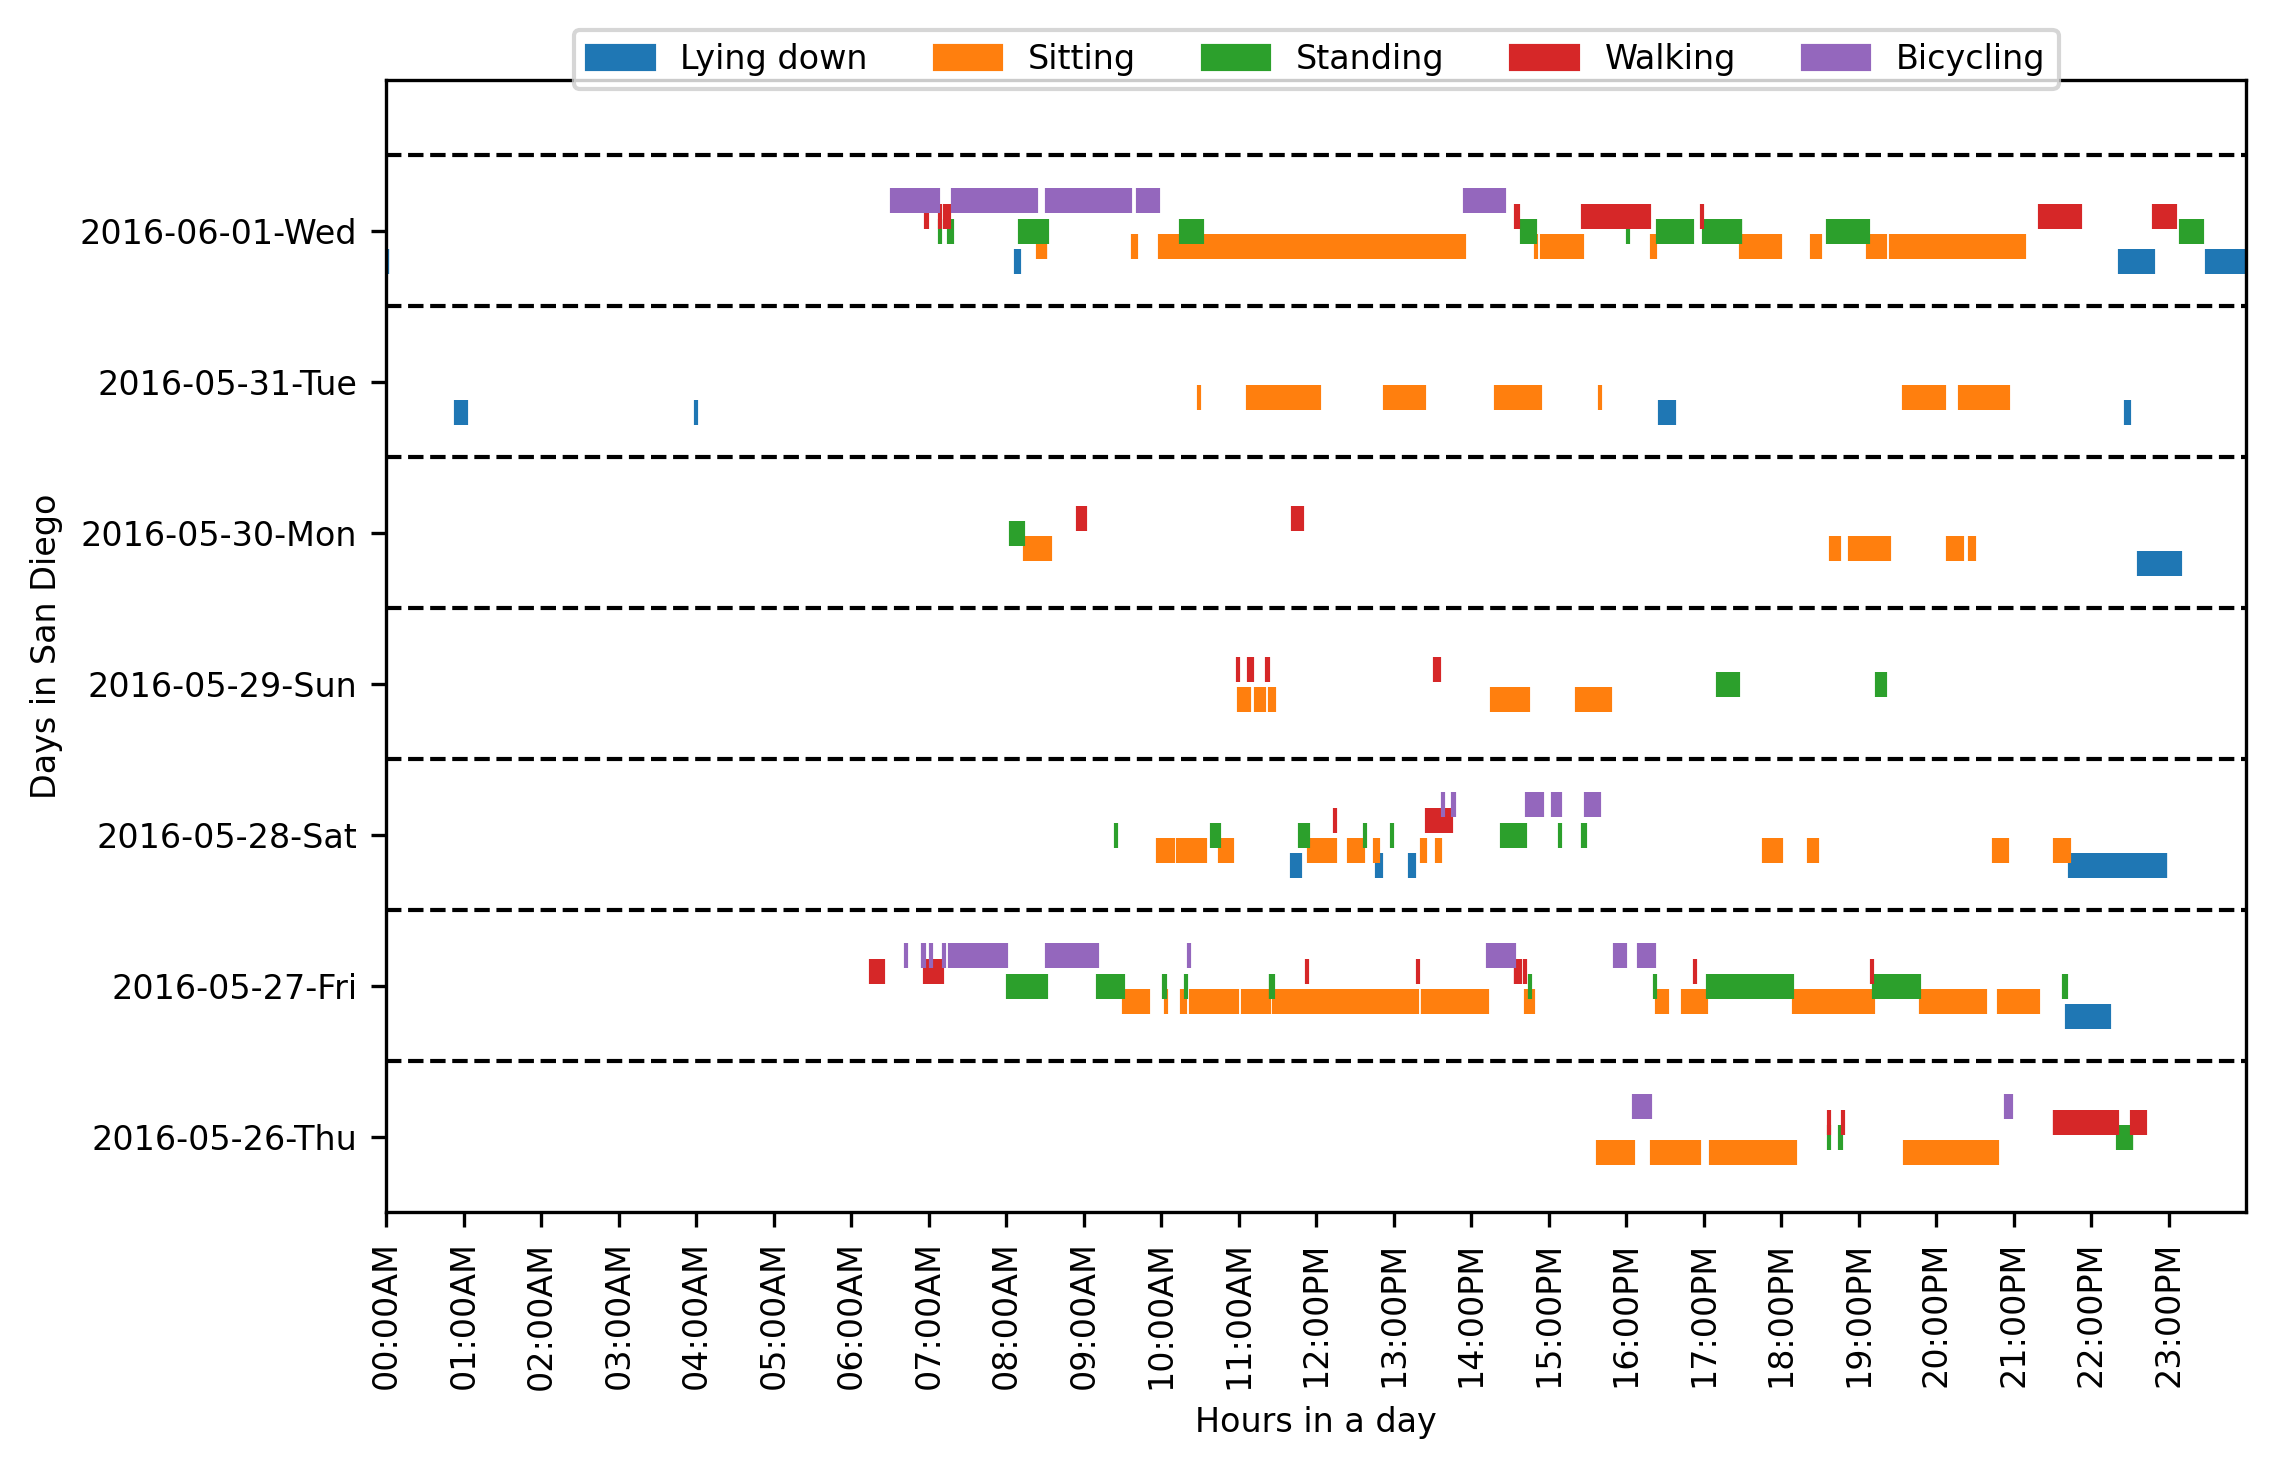 Lying down Sitting Standing Walking Bicycling
2016-06-01-Wed
2016-05-31-Tue
2016-05-30-Mon
2016-05-29-Sun
2016-05-28-Sat
2016-05-27-Fri
2016-05-26-Thu
Days in San Diego
00:00AM 01:00AM 02:00AM 03:00AM 04:00AM 05:00AM 06:00AM 07:00AM 08:00AM 09:00AM 10:00AM 11:00AM 12:00PM 13:00PM 14:00PM 15:00PM 16:00PM 17:00PM 18:00PM 19:00PM 20:00PM 21:00PM 22:00PM 23:00PM
Hours in a day